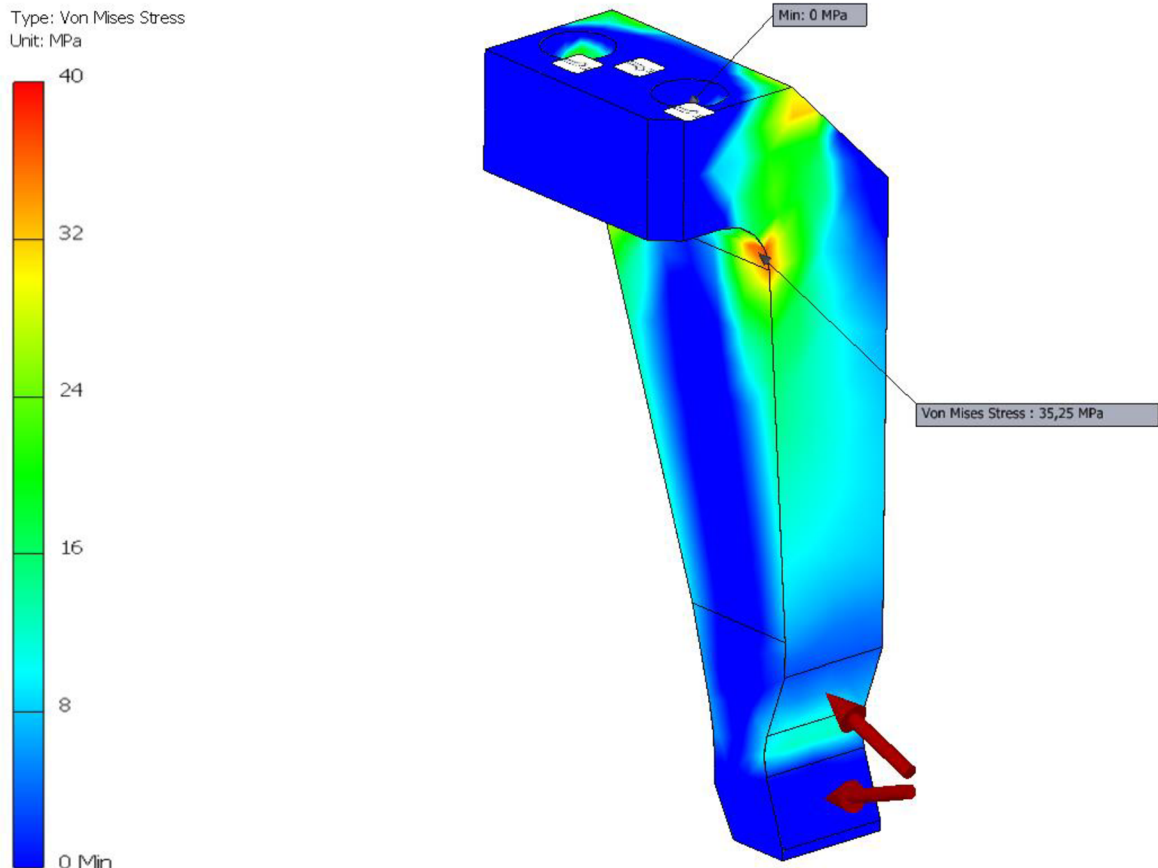 Type: Von Mises Stress
Unit: MPa
40
32
24
16
8
0 Min
Min: 0 MPa
Von Mises Stress : 35,25 MPa